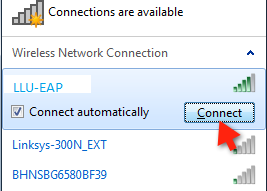 Connections are available
Wireless Network Connection
LLU-EAP
Connect automatically
Connect
Linksys-300N_EXT
BHNSBG6580BF39